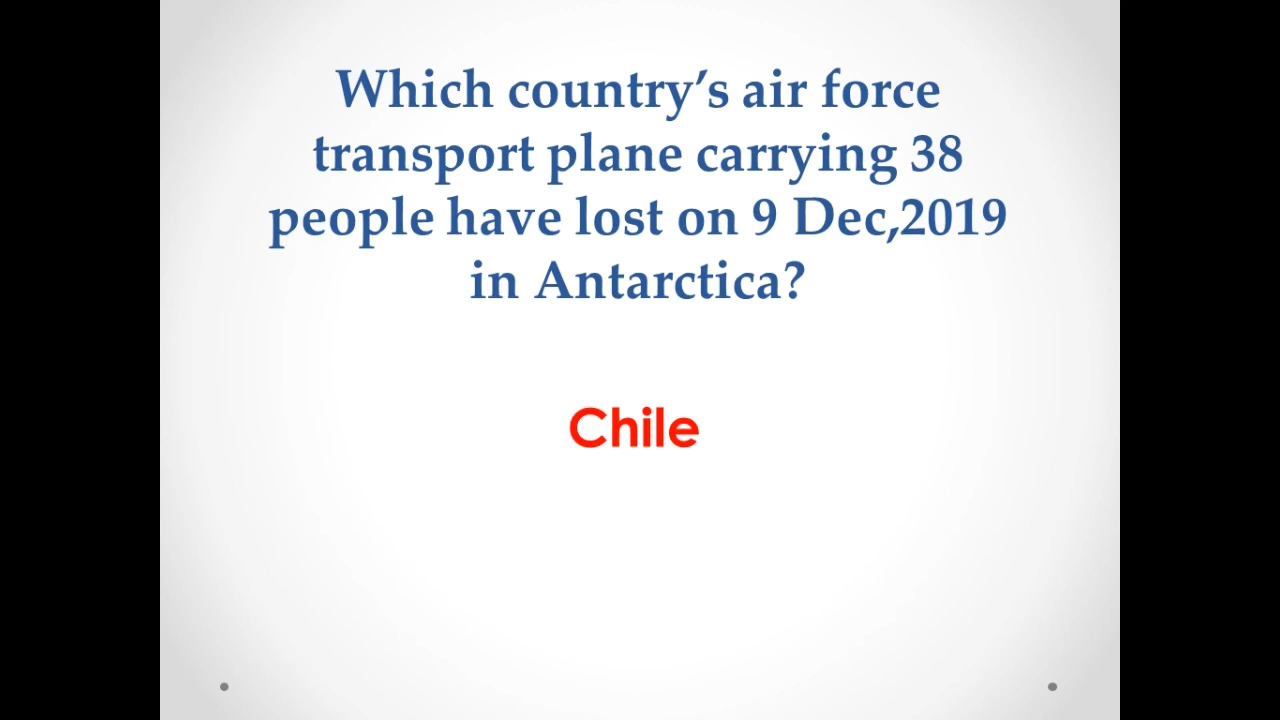 Which country’s air force
transport plane carrying 38
people have lost on 9 Dec,2019
in Antarctica?
Chile